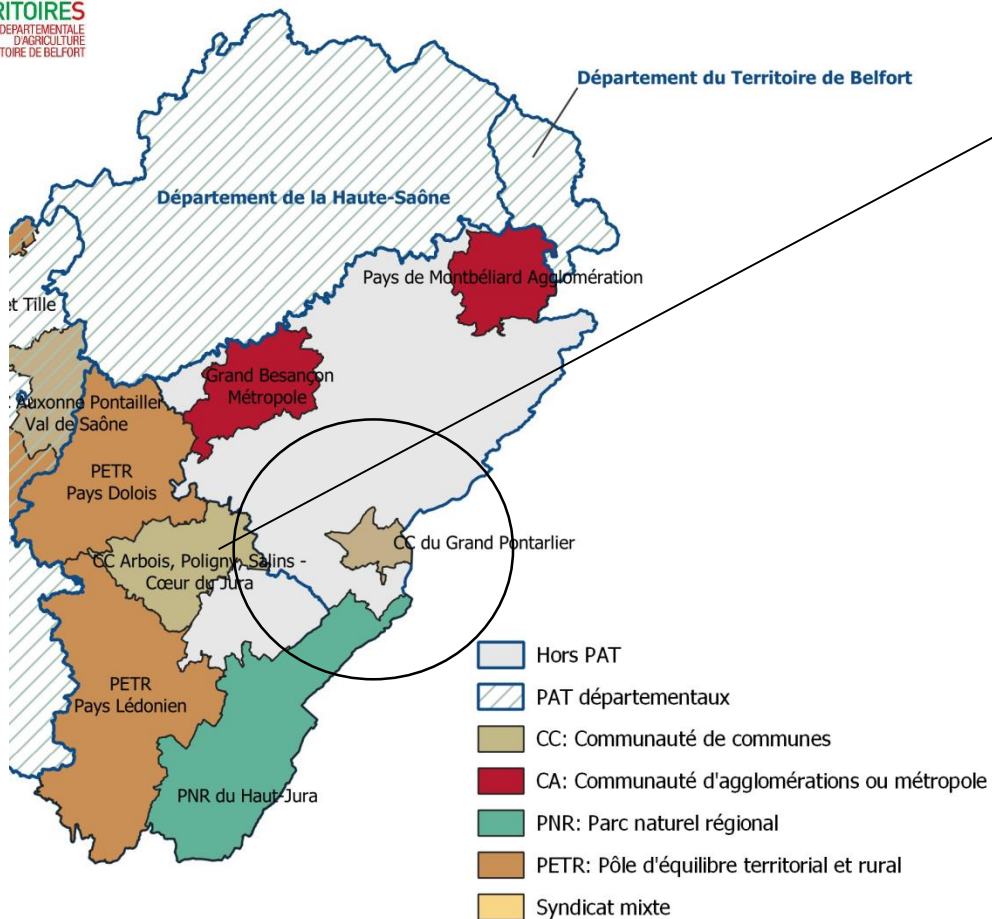 RITOIRES
DEPARTEMENTALE
D'AGRICULTURE
TOIRE DE BELFORT
Département du Territoire de Belfort
Département de la Haute-Saône
Pays de Montbéliard Agglomération
et Tille
Grand Besançon
Métropole
Auxonne Pontailler
Val de Saône
PETR
Pays Dolois
CC du Grand Pontarlier
CC Arbois, Poligny, Salins -
Cœur du Jura
PETR
Pays Lédonien
PNR du Haut-Jura
Hors PAT
PAT départementaux
CC: Communauté de communes
CA: Communauté d'agglomérations ou métropole
PNR: Parc naturel régional
PETR: Pôle d'équilibre territorial et rural
Syndicat mixte